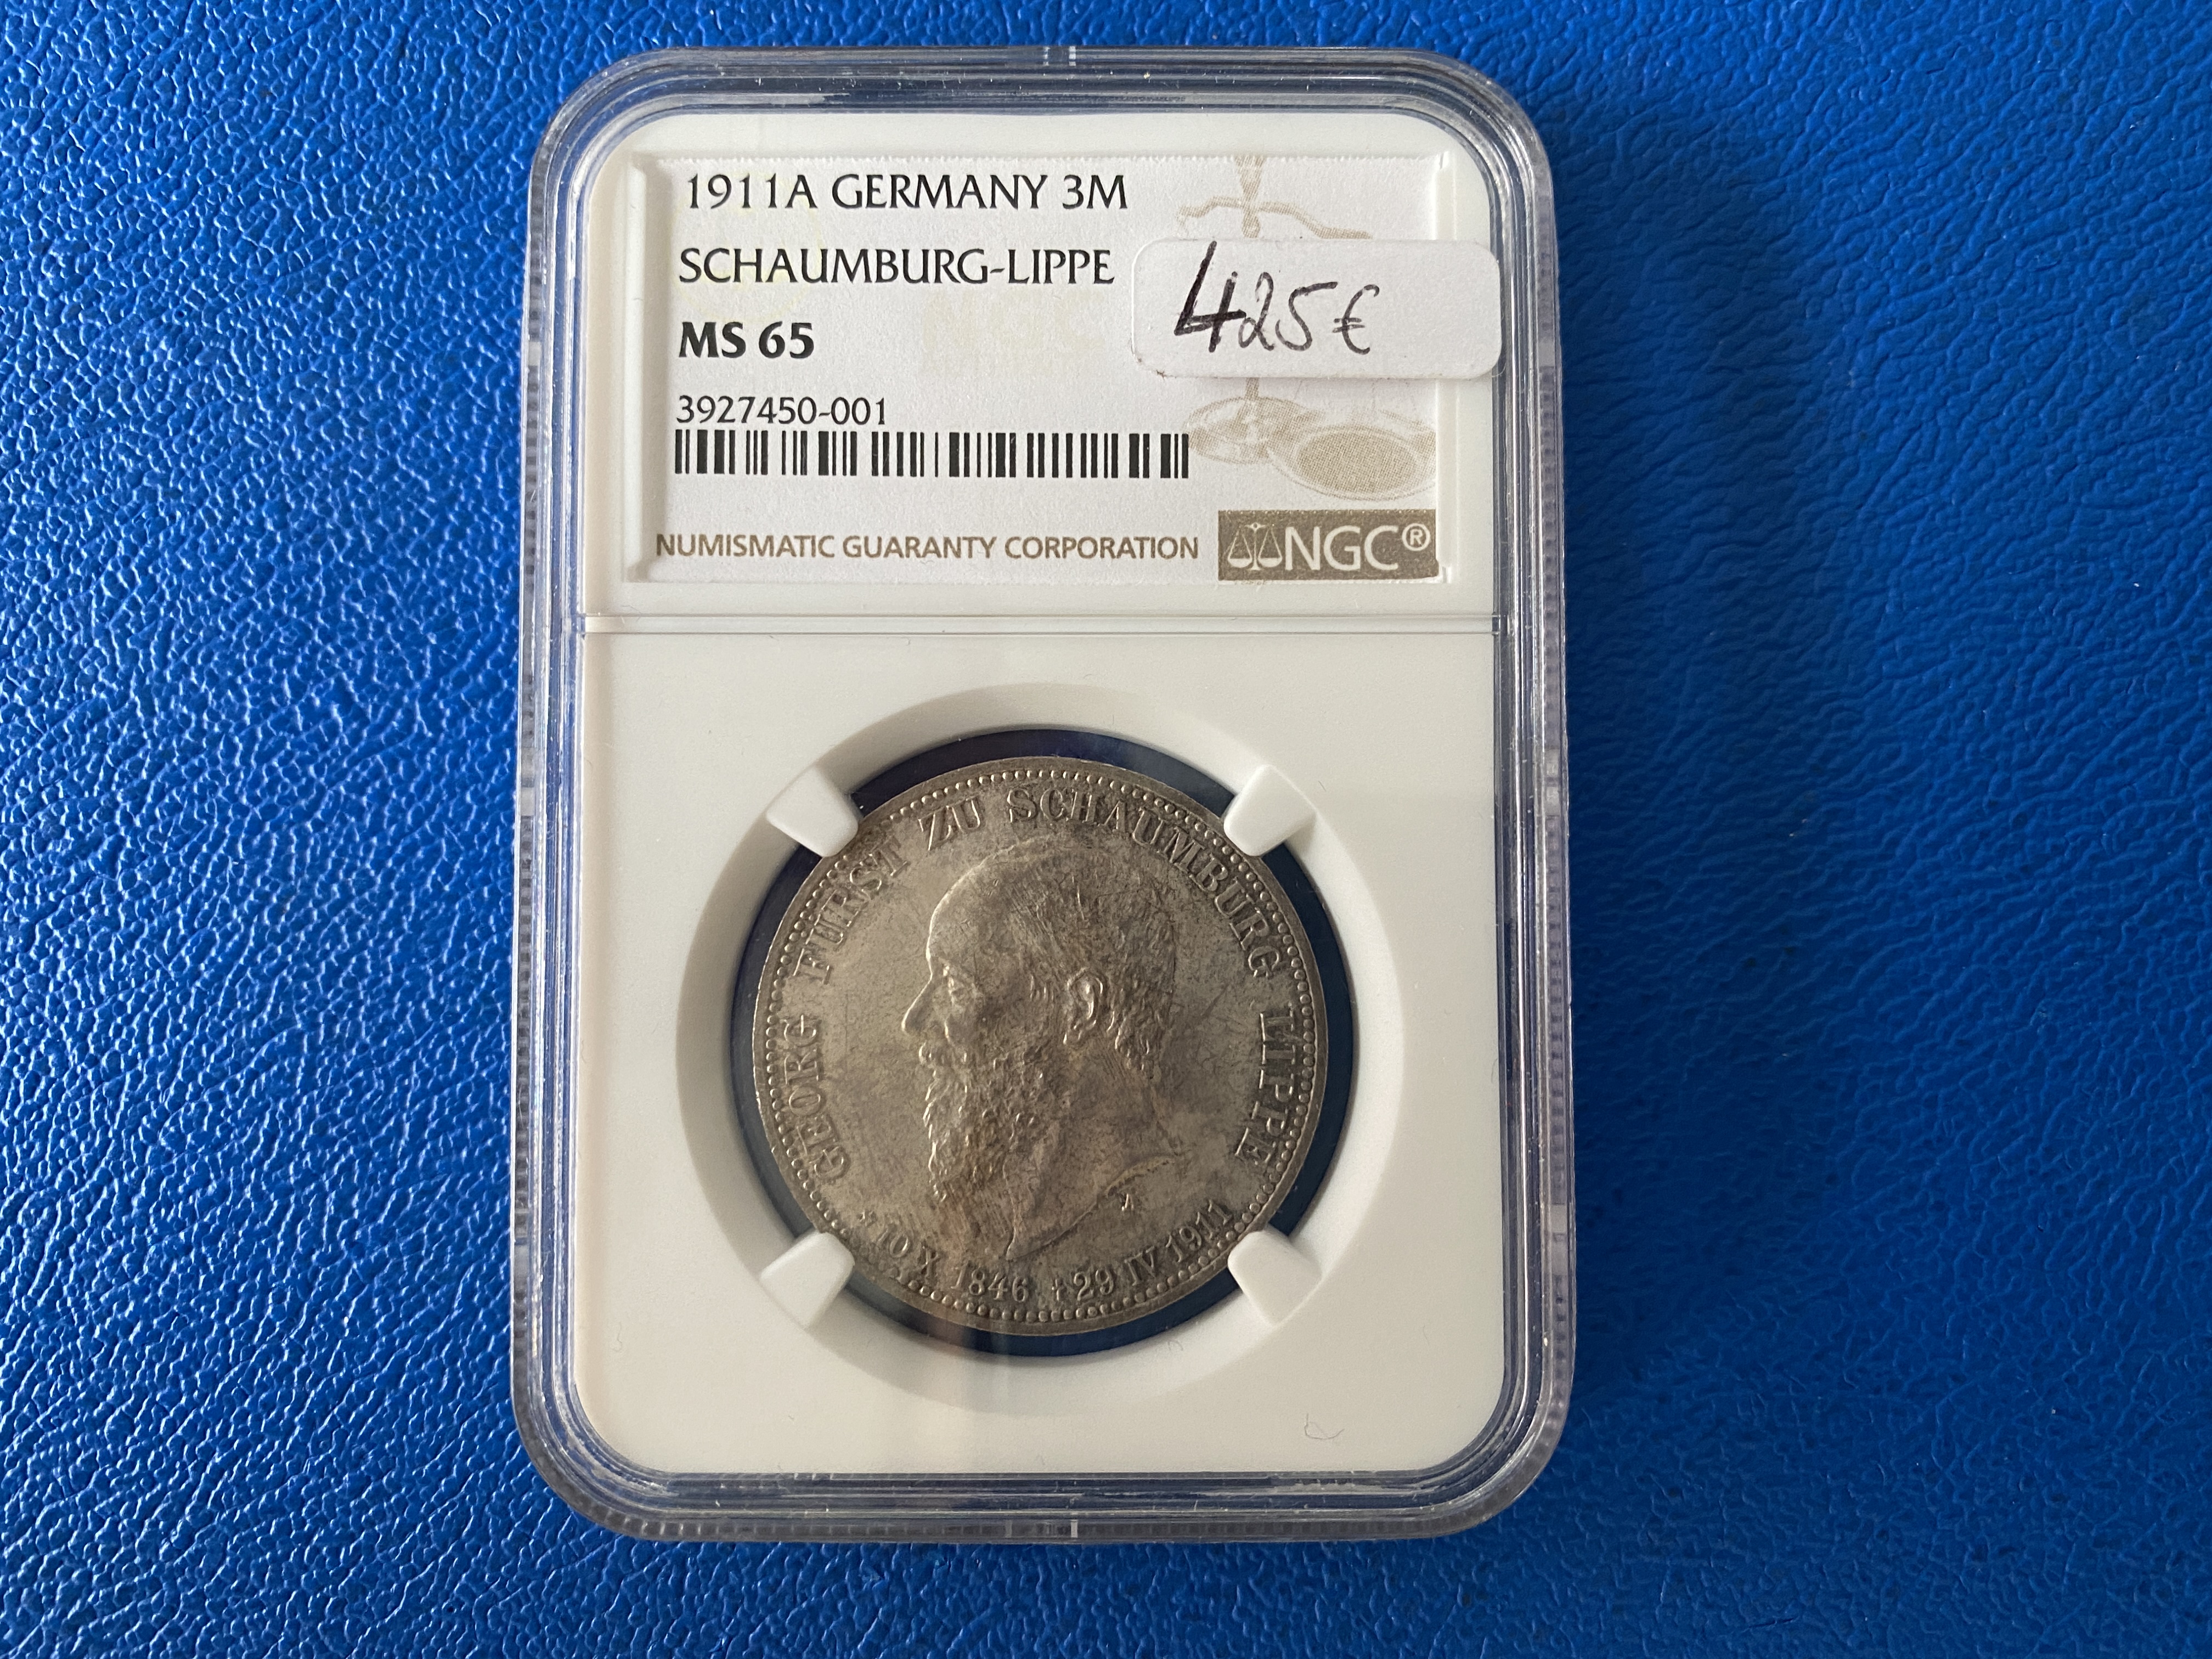 1911A GERMANY 3M
SCHAUMBURG-LIPPE
425€
MS 65
3927450-001
NUMISMATIC GUARANTY CORPORATION
NGC®
GEORG FÜRST ZU SCHAUMBURG LIPPE
* 10 X 1846 † 29 IV 1911
A